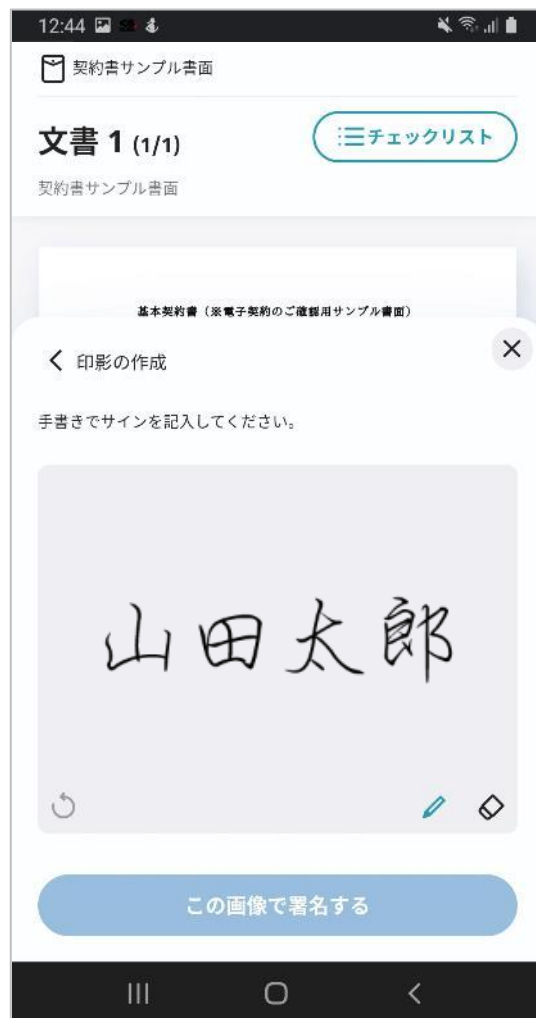 12:44
契約書サンプル書面
文書 1 (1/1)
チェックリスト
契約書サンプル書面
基本契約書（※電子契約のご確認用サンプル書面）
印影の作成
手書きでサインを記入してください。
山田太郎
この画像で署名する